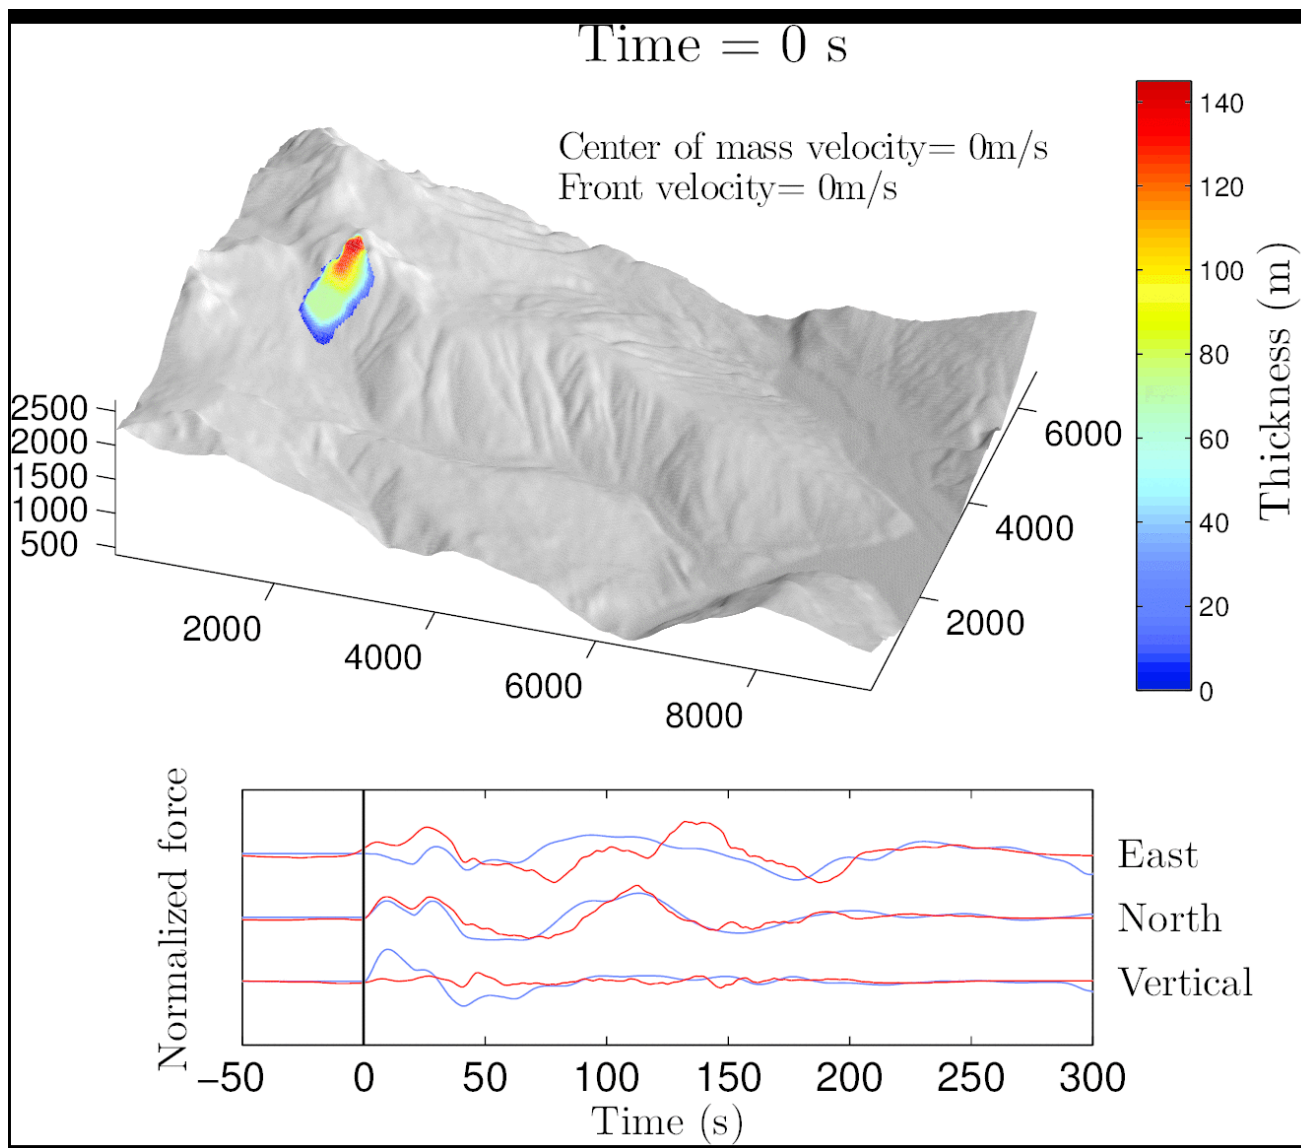 Time = 0 s
Center of mass velocity= 0m/s
Front velocity= 0m/s
140
120
100
80
60
40
20
0
Thickness (m)
2500
2000
1500
1000
500
2000
4000
6000
8000
6000
4000
2000
Normalized force
East
North
Vertical
−50 0 50 100 150 200 250 300
Time (s)